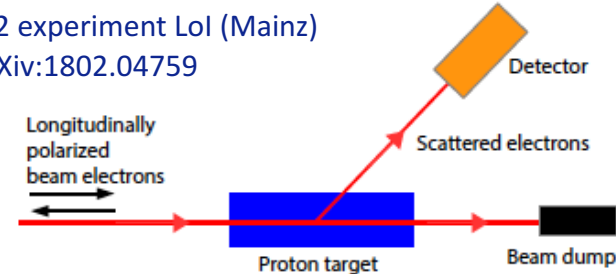 2 experiment LoI (Mainz)
Xiv:1802.04759
Detector
Longitudinally
polarized
beam electrons
Scattered electrons
Proton target
Beam dump